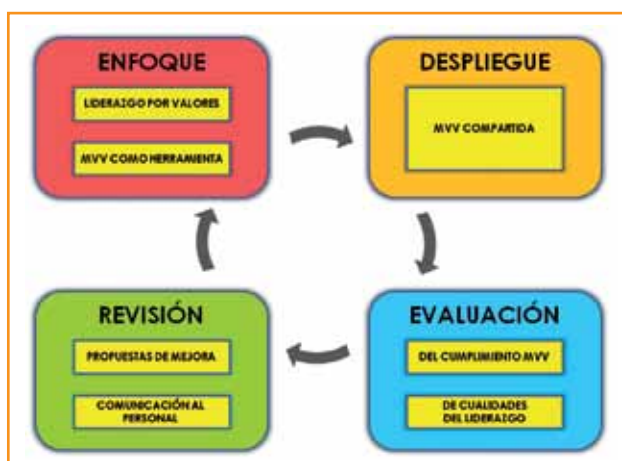 ENFOQUE
LIDERAZGO POR VALORES
MVV COMO HERRAMIENTA
DESPLIEGUE
MVV COMPARTIDA
REVISIÓN
PROPUESTAS DE MEJORA
COMUNICACIÓN AL
PERSONAL
EVALUACIÓN
DEL CUMPLIMIENTO MVV
DE CUALIDADES
DEL LIDERAZGO